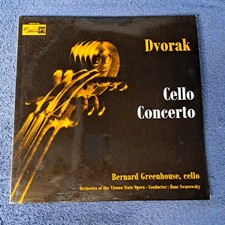 Dvorak
Cello
Concerto
Bernard Greenhouse, cello
Orchestra of the Vienna State Opera - Conductor: Hans Swarowsky